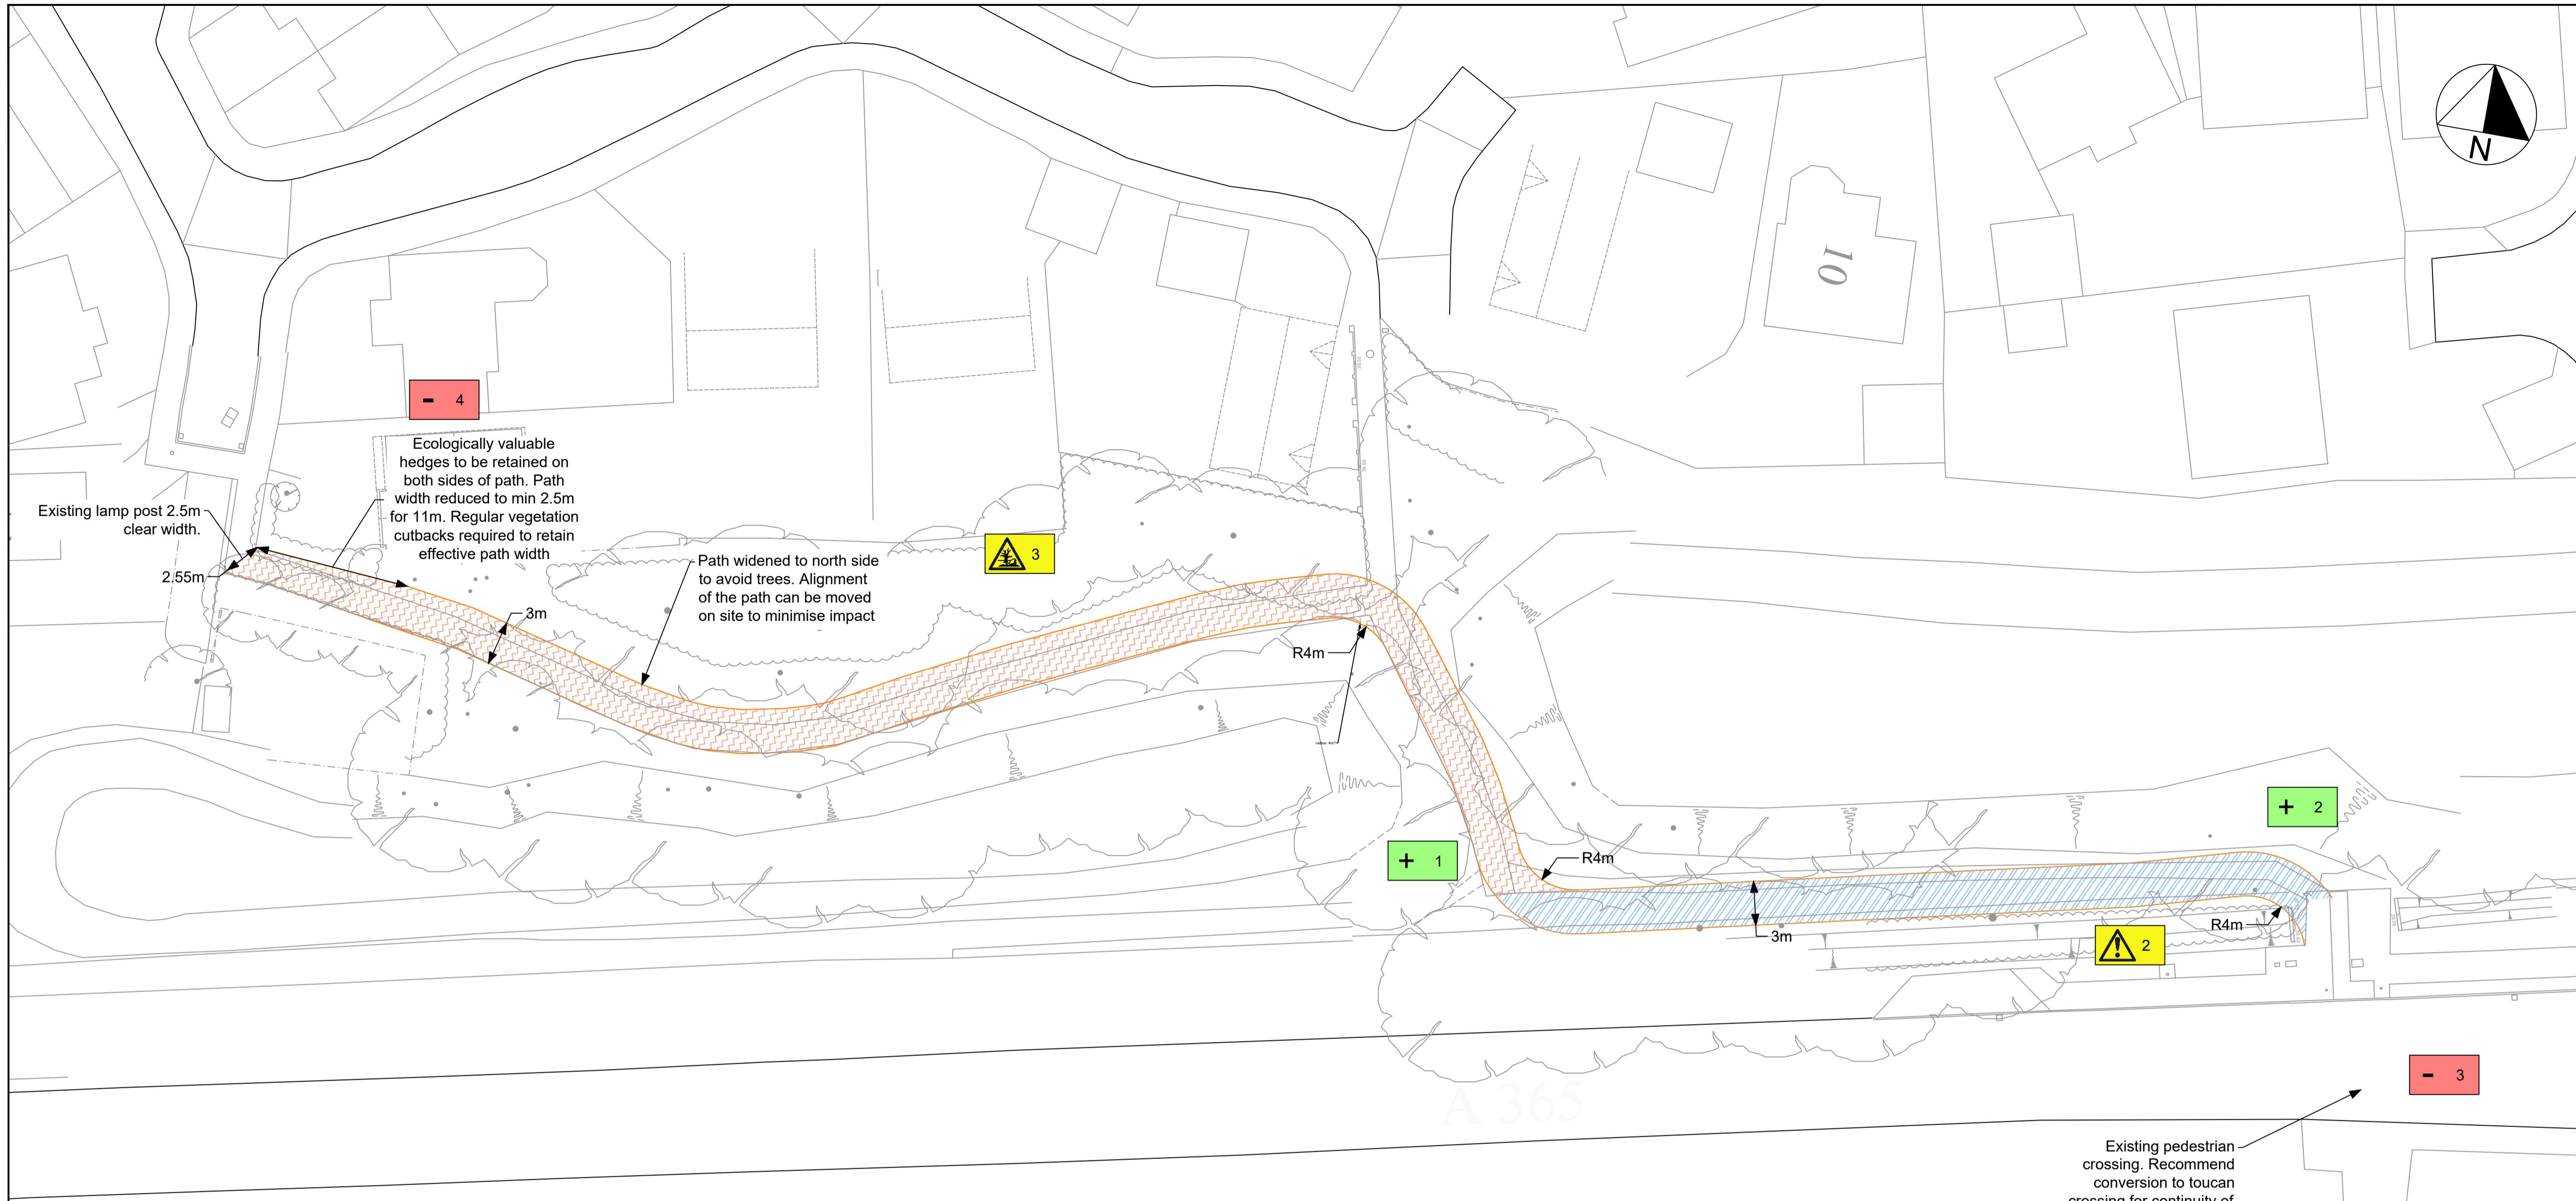 N
10
- 4
Ecologically valuable
hedges to be retained on
both sides of path. Path
width reduced to min 2.5m
for 11m. Regular vegetation
cutbacks required to retain
effective path width
Existing lamp post 2.5m
clear width.
2.55m
3m
Path widened to north side
to avoid trees. Alignment
of the path can be moved
on site to minimise impact
3
R4m
+ 1
R4m
+ 2
3m
R4m
2
A 365
- 3
Existing pedestrian
crossing. Recommend
conversion to toucan
crossing for continuity of